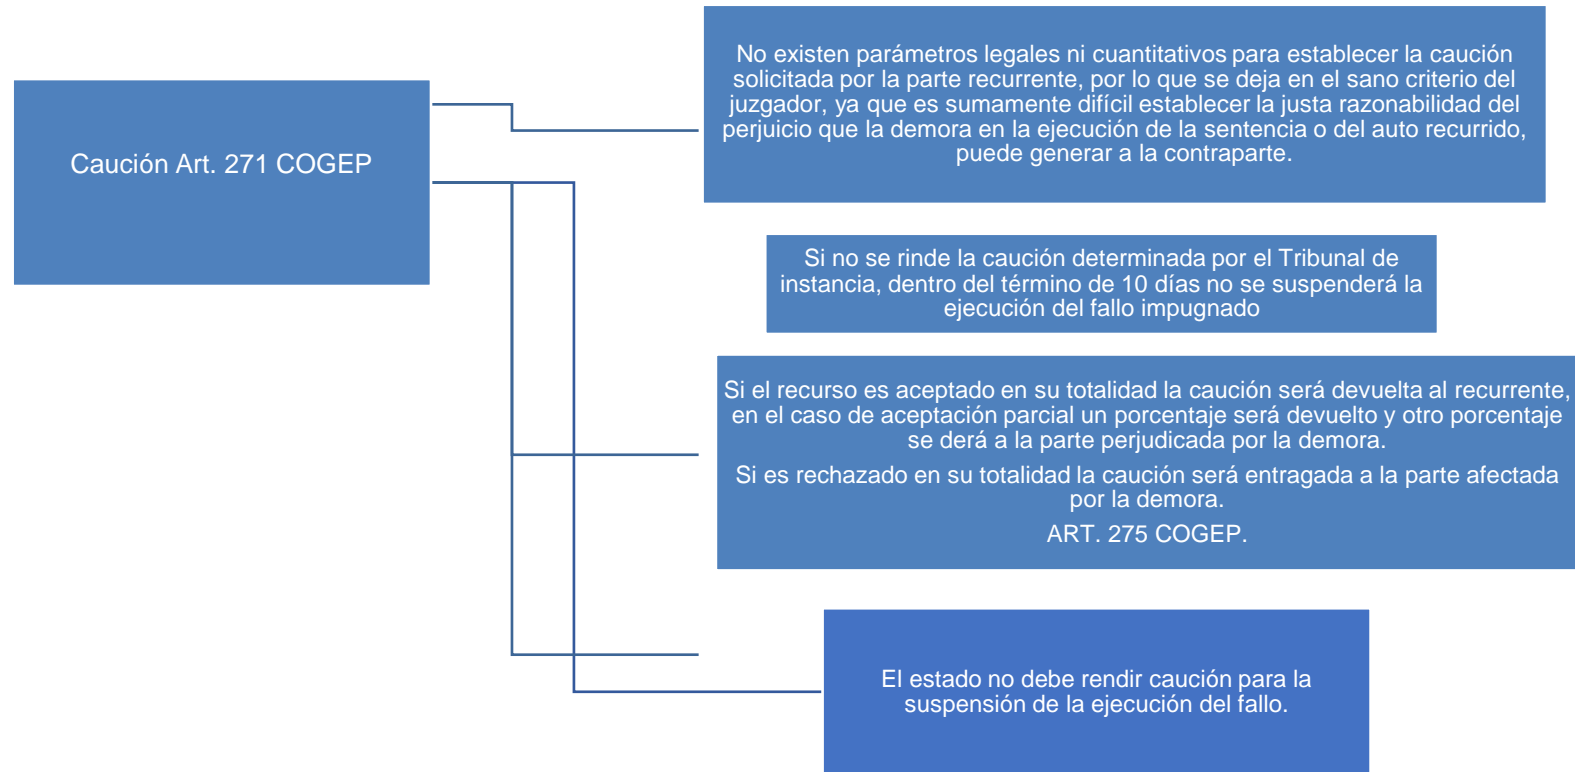 Caución Art. 271 COGEP
No existen parámetros legales ni cuantitativos para establecer la caución
solicitada por la parte recurrente, por lo que se deja en el sano criterio del
juzgador, ya que es sumamente difícil establecer la justa razonabilidad del
perjuicio que la demora en la ejecución de la sentencia o del auto recurrido,
puede generar a la contraparte.
Si no se rinde la caución determinada por el Tribunal de
instancia, dentro del término de 10 días no se suspenderá la
ejecución del fallo impugnado
Si el recurso es aceptado en su totalidad la caución será devuelta al recurrente,
en el caso de aceptación parcial un porcentaje será devuelto y otro porcentaje
se derá a la parte perjudicada por la demora.
Si es rechazado en su totalidad la caución será entragada a la parte afectada
por la demora.
ART. 275 COGEP.
El estado no debe rendir caución para la
suspensión de la ejecución del fallo.